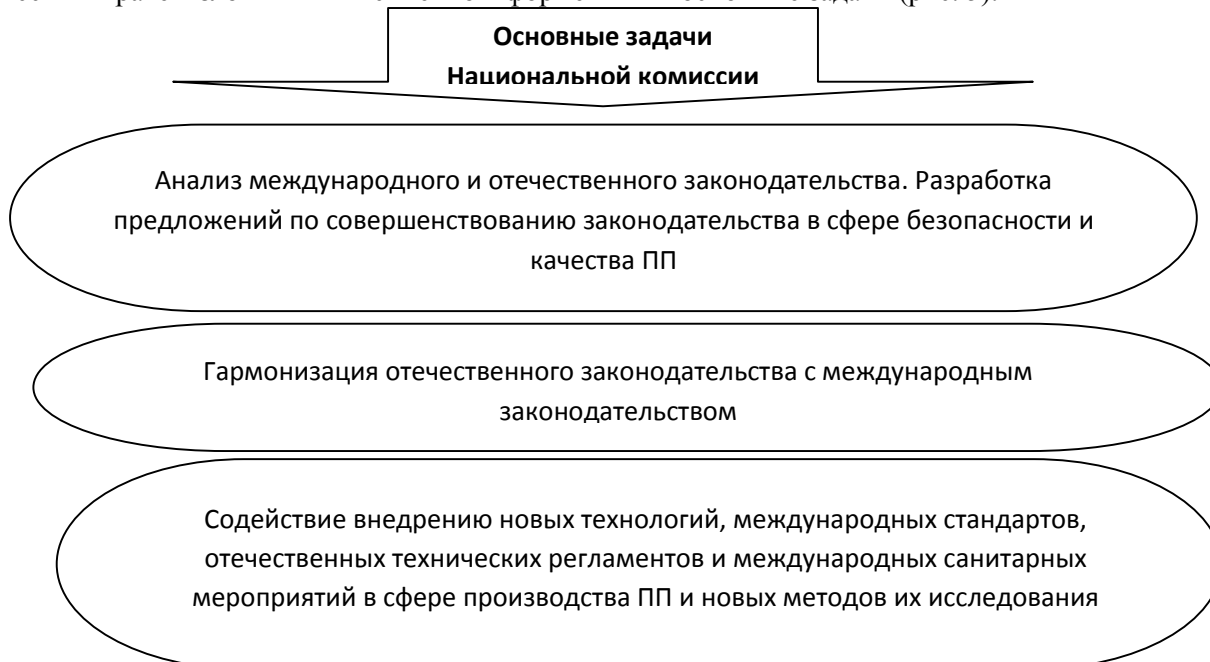 Основные задачи
Национальной комиссии
Анализ международного и отечественного законодательства. Разработка
предложений по совершенствованию законодательства в сфере безопасности и
качества ПП
Гармонизация отечественного законодательства с международным
законодательством
Содействие внедрению новых технологий, международных стандартов,
отечественных технических регламентов и международных санитарных
мероприятий в сфере производства ПП и новых методов их исследования